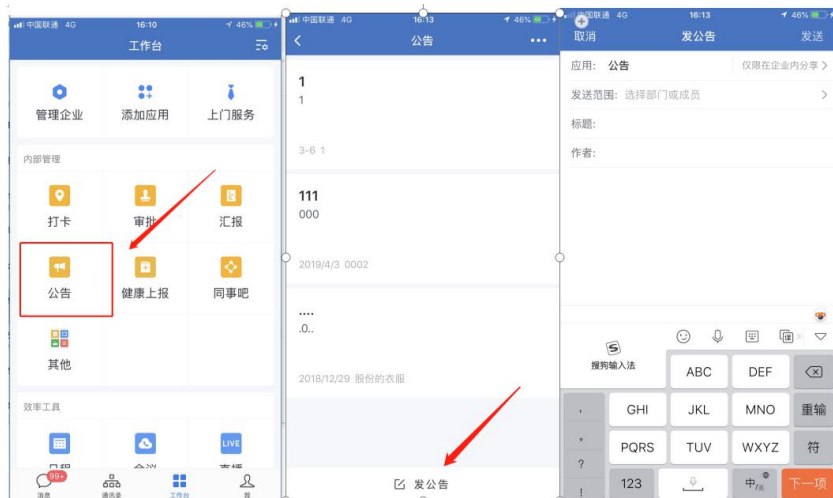 中国联通 4G 16:10 46%
工作台
管理企业 添加应用 上门服务
内部管理
打卡 审批 汇报
公告 健康上报 同事吧
其他
效率工具
LIVE
日程 会议 直播
99+
消息 通讯录 工作台 我
中国联通 4G 16:13 46%
公告
1
1
3-6 1
111
000
2019/4/3 0002
....
.0..
2018/12/29 股份的衣服
发公告
中国联通 4G 16:13 46%
取消 发公告 发送
应用: 公告 仅限在企业内分享
发送范围: 选择部门或成员
标题:
作者:
S
搜狗输入法 ABC DEF
, GHI JKL MNO 重输
。 PQRS TUV WXYZ 符
?
! 123 中/英 下一项